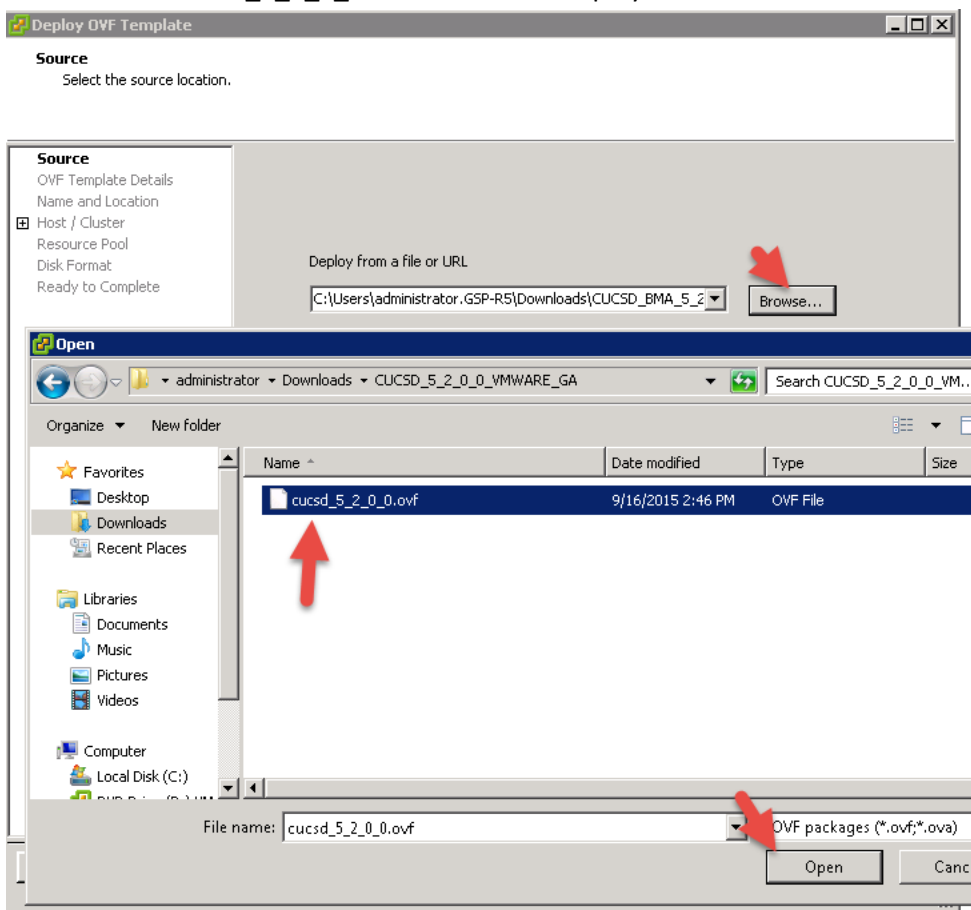 Deploy OVF Template
Source
Select the source location.
Source
OVF Template Details
Name and Location
Host / Cluster
Resource Pool
Disk Format
Ready to Complete
Deploy from a file or URL
C:\Users\administrator.GSP-R5\Downloads\CUCSD_BMA_5_2
Browse...
Open
administrator Downloads CUCSD_5_2_0_0_VMWARE_GA
Search CUCSD_5_2_0_0_VM...
Organize New folder
Name Date modified Type Size
cucsd_5_2_0_0.ovf 9/16/2015 2:46 PM OVF File
Favorites
Desktop
Downloads
Recent Places
Libraries
Documents
Music
Pictures
Videos
Computer
Local Disk (C:)
File name: cucsd_5_2_0_0.ovf
OVF packages (*.ovf;*.ova)
Open Canc